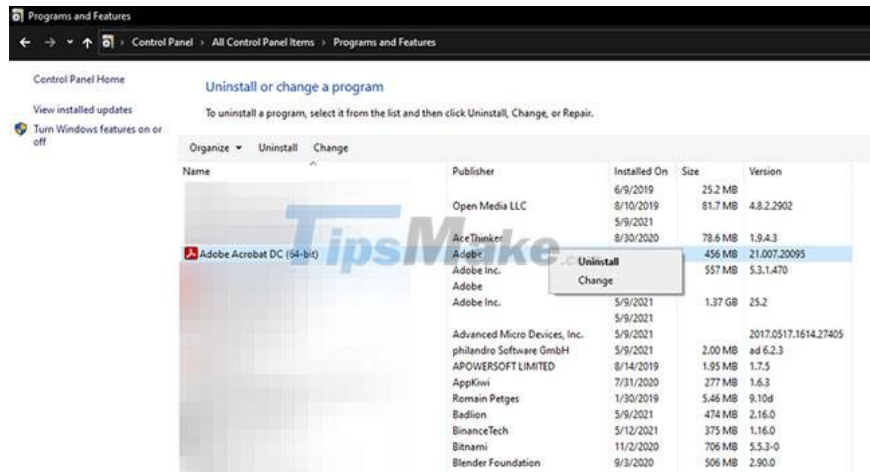 Programs and Features
Control Panel > All Control Panel Items > Programs and Features
Control Panel Home
View installed updates
Turn Windows features on or
off
Uninstall or change a program
To uninstall a program, select it from the list and then click Uninstall, Change, or Repair.
Organize Uninstall Change
Name Publisher Installed On Size Version
6/9/2019 25.2 MB
Open Media LLC 8/10/2019 81.7 MB 4.8.2.2902
5/9/2021
AceThinker 8/30/2020 78.6 MB 1.9.4.3
Adobe Acrobat DC (64-bit) Adobe 456 MB 21.007.20095
Adobe Inc. 557 MB 5.3.1.470
Adobe
Adobe Inc. 5/9/2021 1.37 GB 25.2
5/9/2021
Advanced Micro Devices, Inc. 5/9/2021 2017.0517.1614.27405
philandro Software GmbH 5/9/2021 2.00 MB ad 6.2.3
APOWERSOFT LIMITED 8/14/2019 1.95 MB 1.7.5
AppKiwi 7/31/2020 277 MB 1.6.3
Romain Petges 1/30/2019 5.46 MB 9.10d
Badlion 5/9/2021 474 MB 2.16.0
BinanceTech 5/12/2021 375 MB 1.16.0
Bitnami 11/2/2020 706 MB 5.5.3-0
Blender Foundation 9/3/2020 506 MB 2.90.0
Uninstall
Change
TipsMake.com